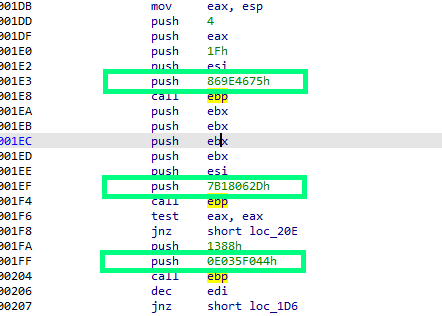 001DB mov eax, esp
001DD push 4
001DF push eax
001E0 push 1Fh
001E2 push esi
001E3 push 869E4675h
001E8 call ebp
001EA push ebx
001EB push ebx
001EC push ebx
001ED push ebx
001EE push esi
001EF push 7B18062Dh
001F4 call ebp
001F6 test eax, eax
001F8 jnz short loc_20E
001FA push 1388h
001FF push 0E035F044h
00204 call ebp
00206 dec edi
00207 jnz short loc_1D6